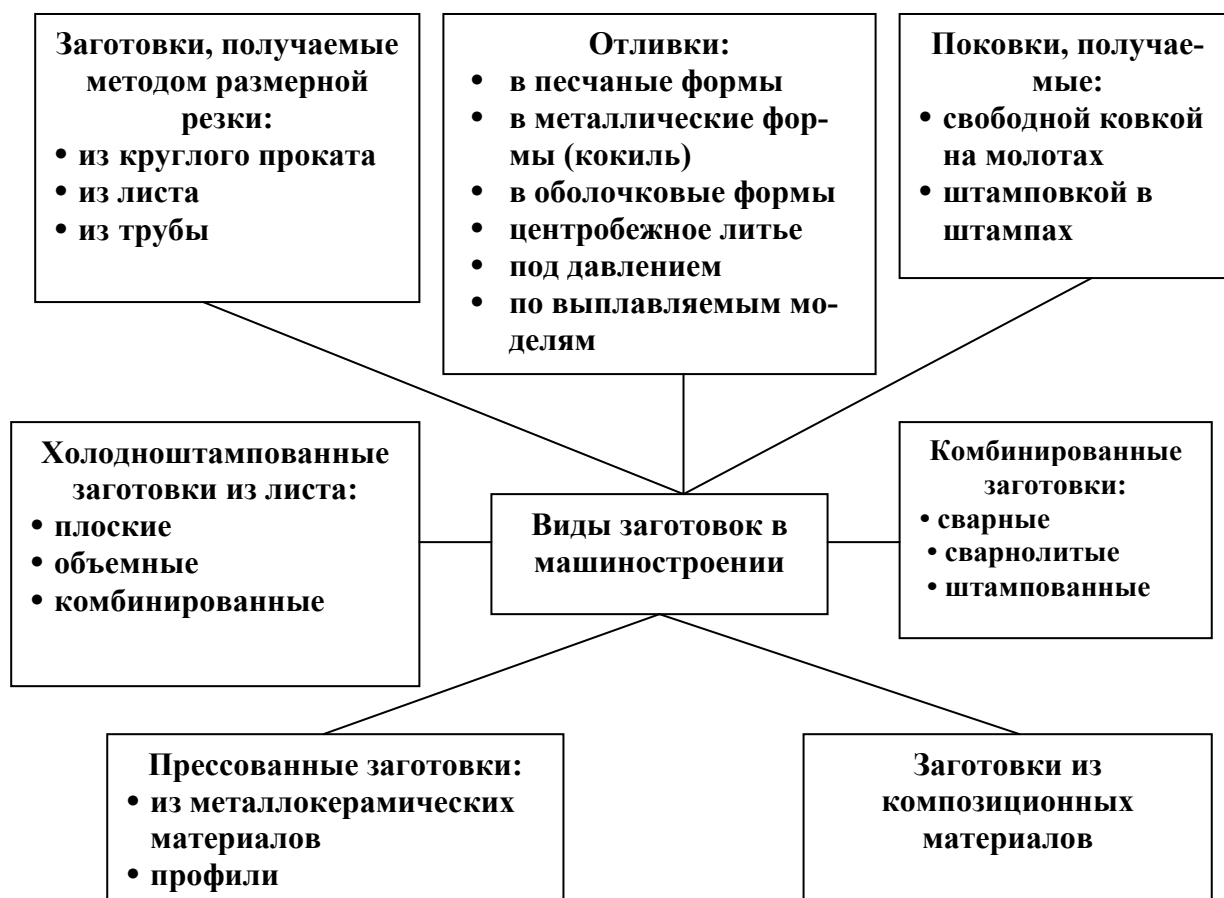 Заготовки, получаемые
методом размерной
резки:
• из круглого проката
• из листа
• из трубы
Отливки:
• в песчаные формы
• в металлические фор-
мы (кокиль)
• в оболочковые формы
• центробежное литье
• под давлением
• по выплавляемым мо-
делям
Поковки, получае-
мые:
• свободной ковкой
на молотах
• штамповкой в
штампах
Холодноштампованные
заготовки из листа:
• плоские
• объемные
• комбинированные
Виды заготовок в
машиностроении
Комбинированные
заготовки:
• сварные
• сварнолитые
• штампованные
Прессованные заготовки:
• из металлокерамических
материалов
• профили
Заготовки из
композиционных
материалов